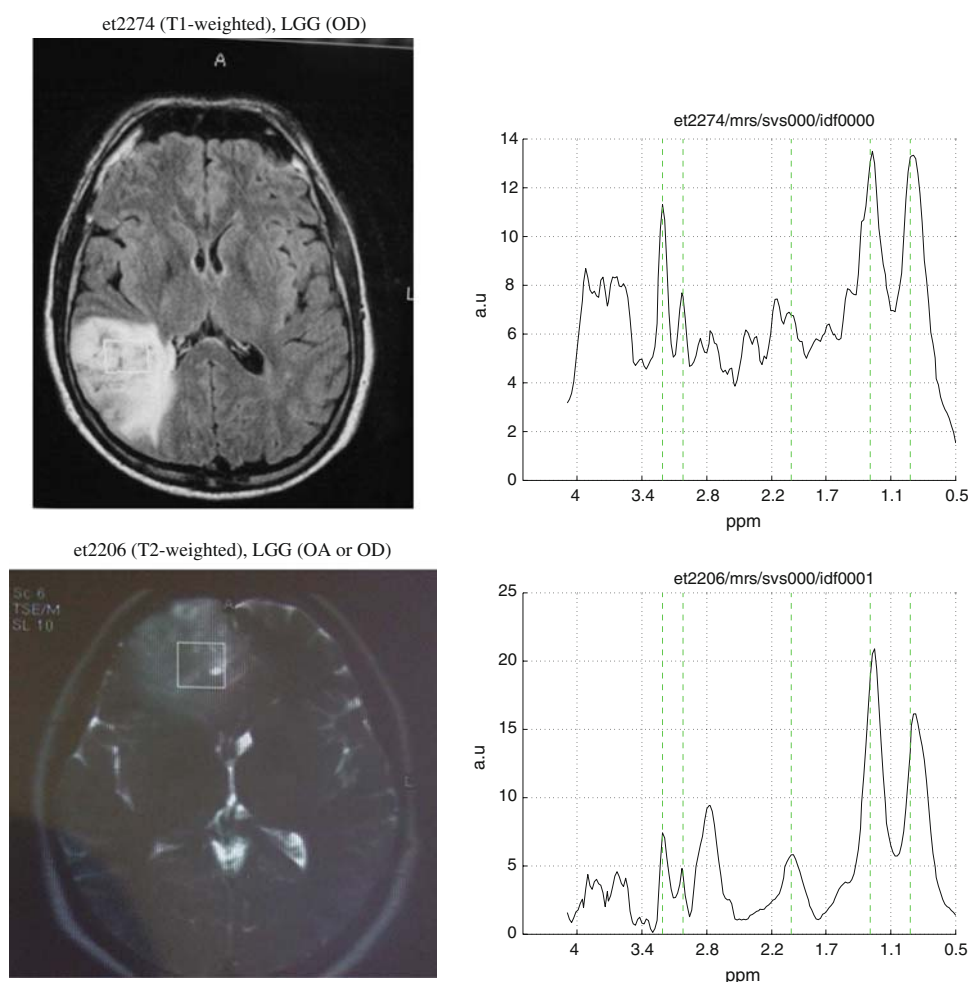 et2274 (T1-weighted), LGG (OD)
A
L
et2274/mrs/svs000/idf0000
14
12
10
8
6
4
2
0
a.u
4 3.4 2.8 2.2 1.7 1.1 0.5
ppm
et2206 (T2-weighted), LGG (OA or OD)
Sc 6
TSE/M
SL 10
A
L
et2206/mrs/svs000/idf0001
25
20
15
10
5
0
a.u
4 3.4 2.8 2.2 1.7 1.1 0.5
ppm